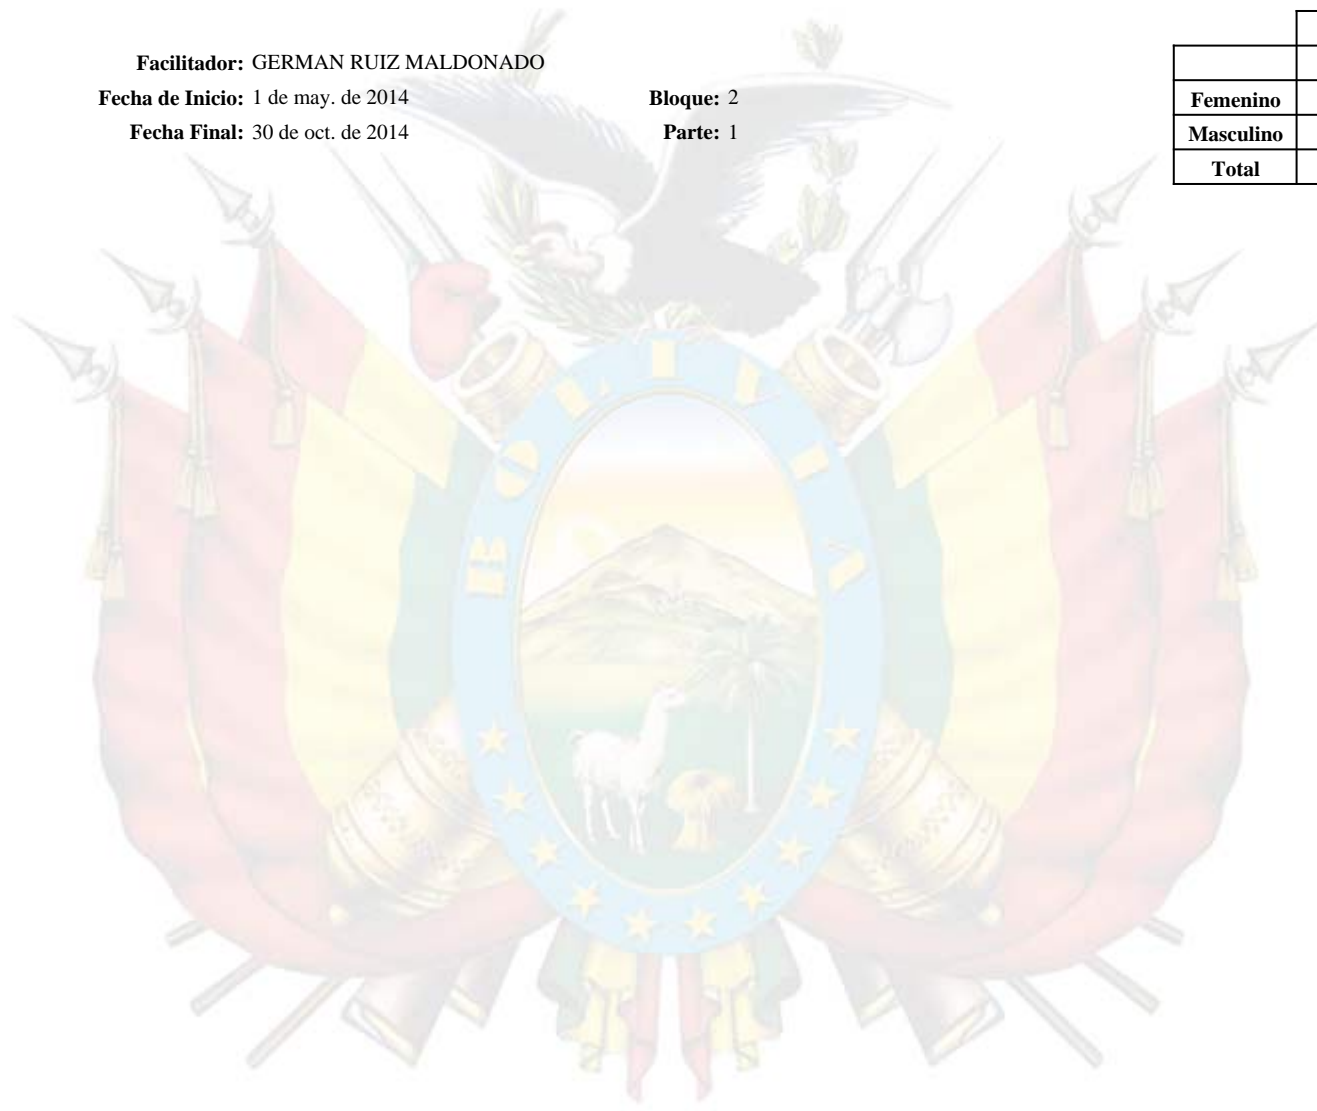 Facilitador: GERMAN RUIZ MALDONADO
Fecha de Inicio: 1 de may. de 2014 Bloque: 2
Fecha Final: 30 de oct. de 2014 Parte: 1
Femenino
Masculino
Total
BOLIVIA